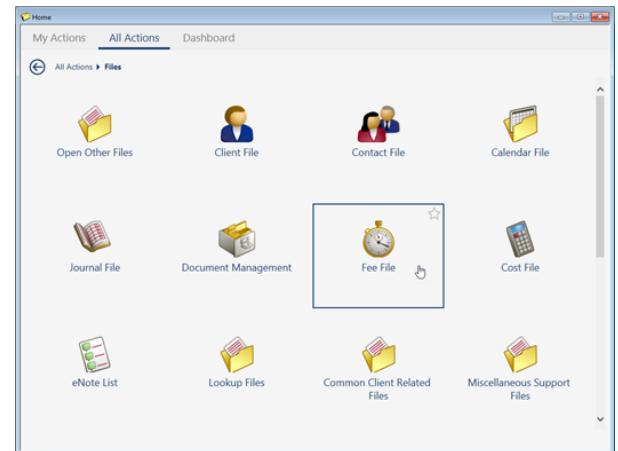 Home
My Actions All Actions Dashboard
All Actions Files
Open Other Files Client File Contact File Calendar File
Journal File Document Management Fee File Cost File
eNote List Lookup Files Common Client Related Miscellaneous Support
Files Files